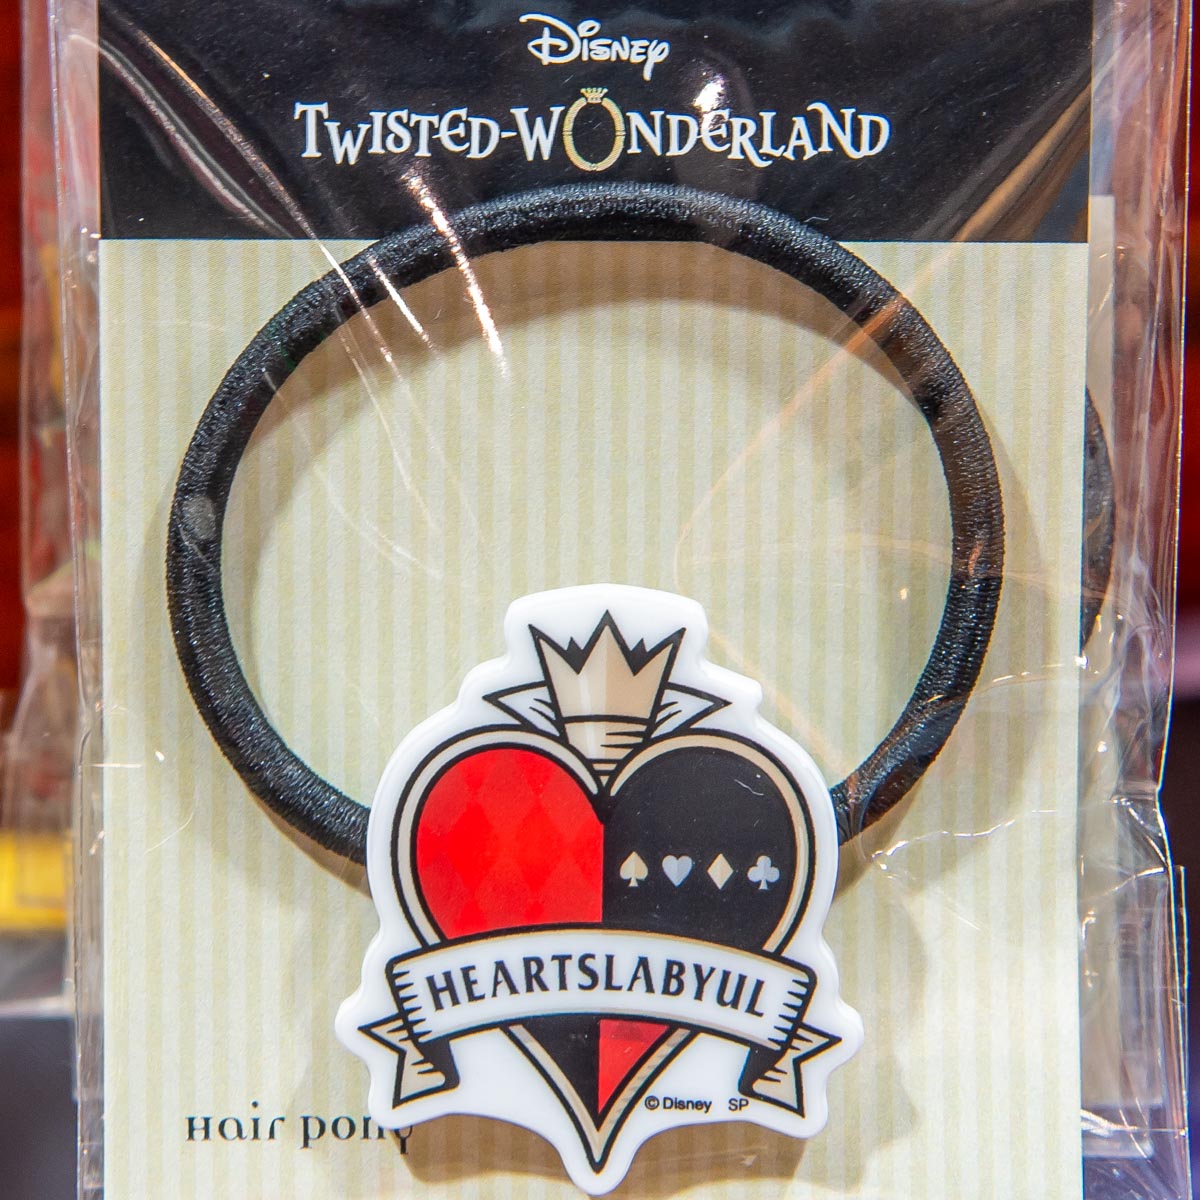 Disney
TWISTED-WONDERLAND
HEARTSLABYUL
©Disney SP
Hair pony